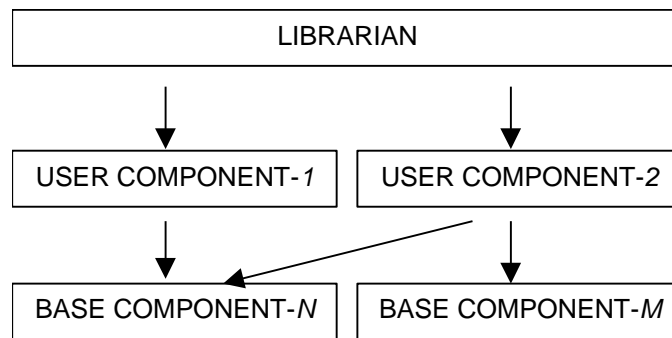 LIBRARIAN
USER COMPONENT-1
USER COMPONENT-2
BASE COMPONENT-N
BASE COMPONENT-M